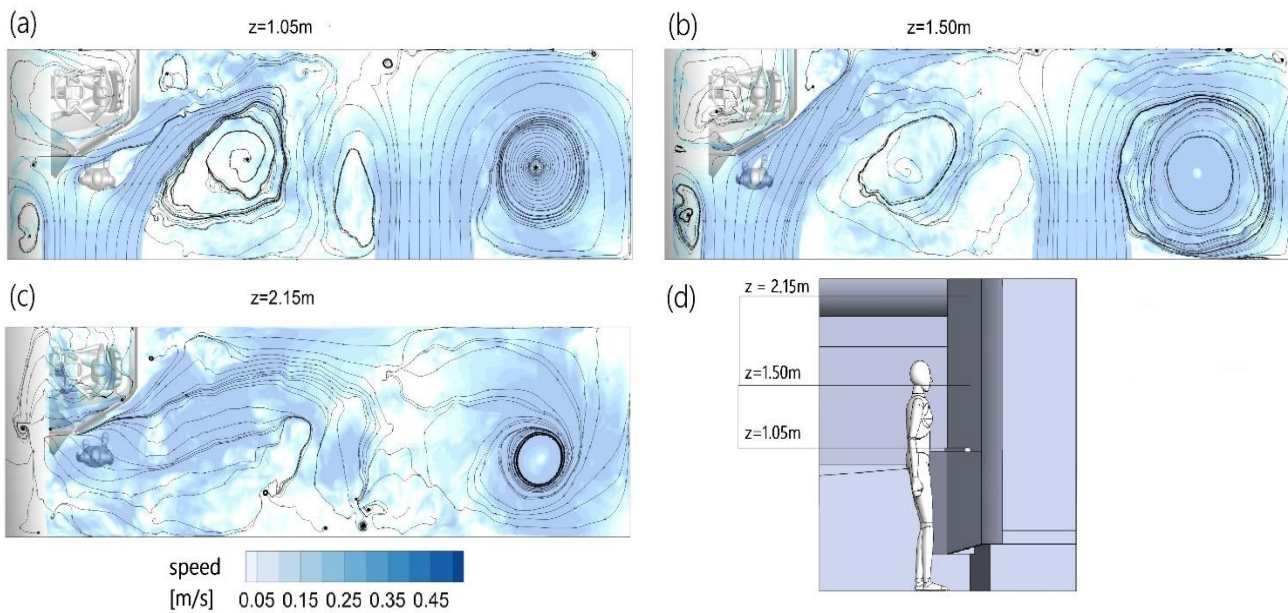 (a)
z=1.05m
(b)
z=1.50m
(c)
z=2.15m
(d)
z = 2.15m
z=1.50m
z=1.05m
speed
[m/s]
0.05 0.15 0.25 0.35 0.45